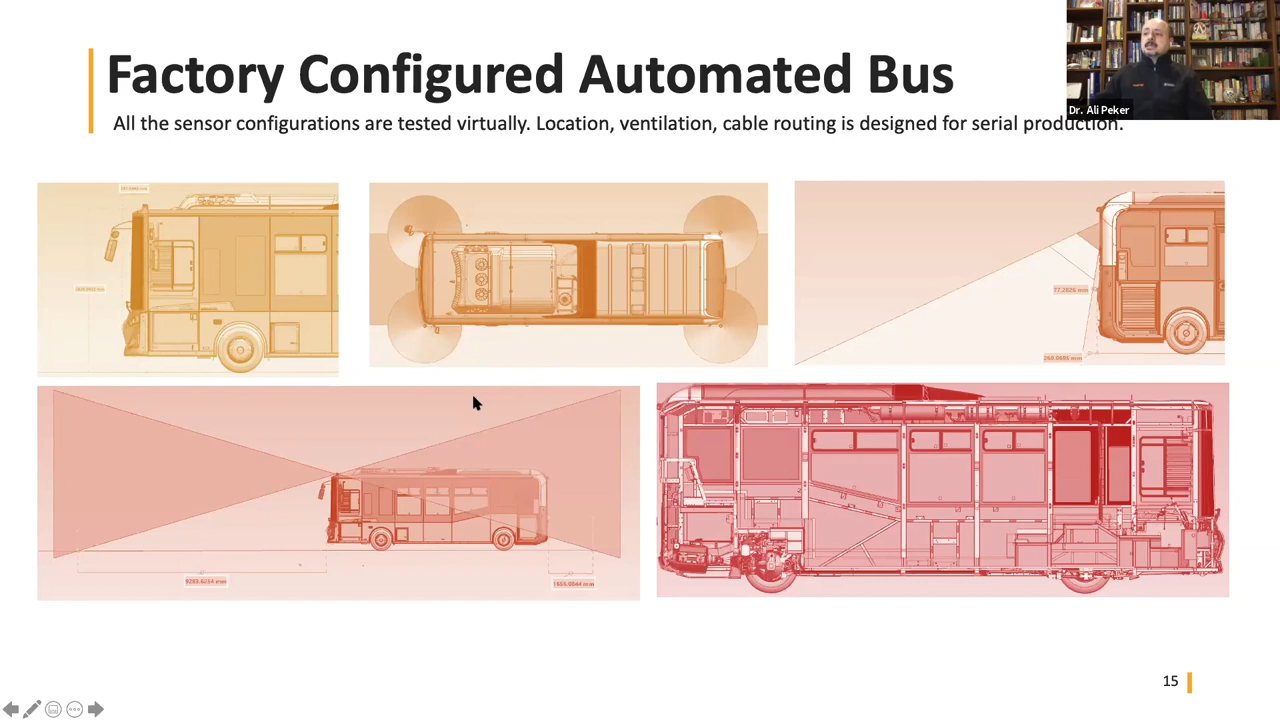 Factory Configured Automated Bus
Dr. Ali Peker
All the sensor configurations are tested virtually. Location, ventilation, cable routing is designed for serial production.
15